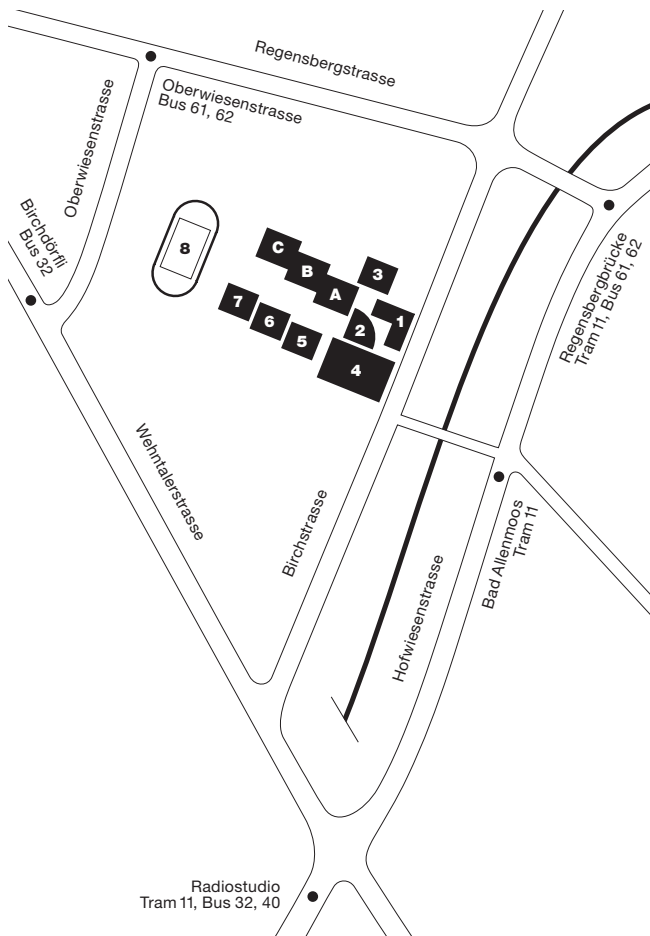 Regensbergstrasse
Oberwiesenstrasse
Oberwiesenstrasse
Bus 61, 62
Birchdörfli
Bus 32
8
C
B
A
3
7
6
5
2
1
4
Regensbergbrücke
Tram 11, Bus 61, 62
Wehntalerstrasse
Birchstrasse
Hofwiesenstrasse
Bad Allenmoos
Tram 11
Radiostudio
Tram 11, Bus 32, 40